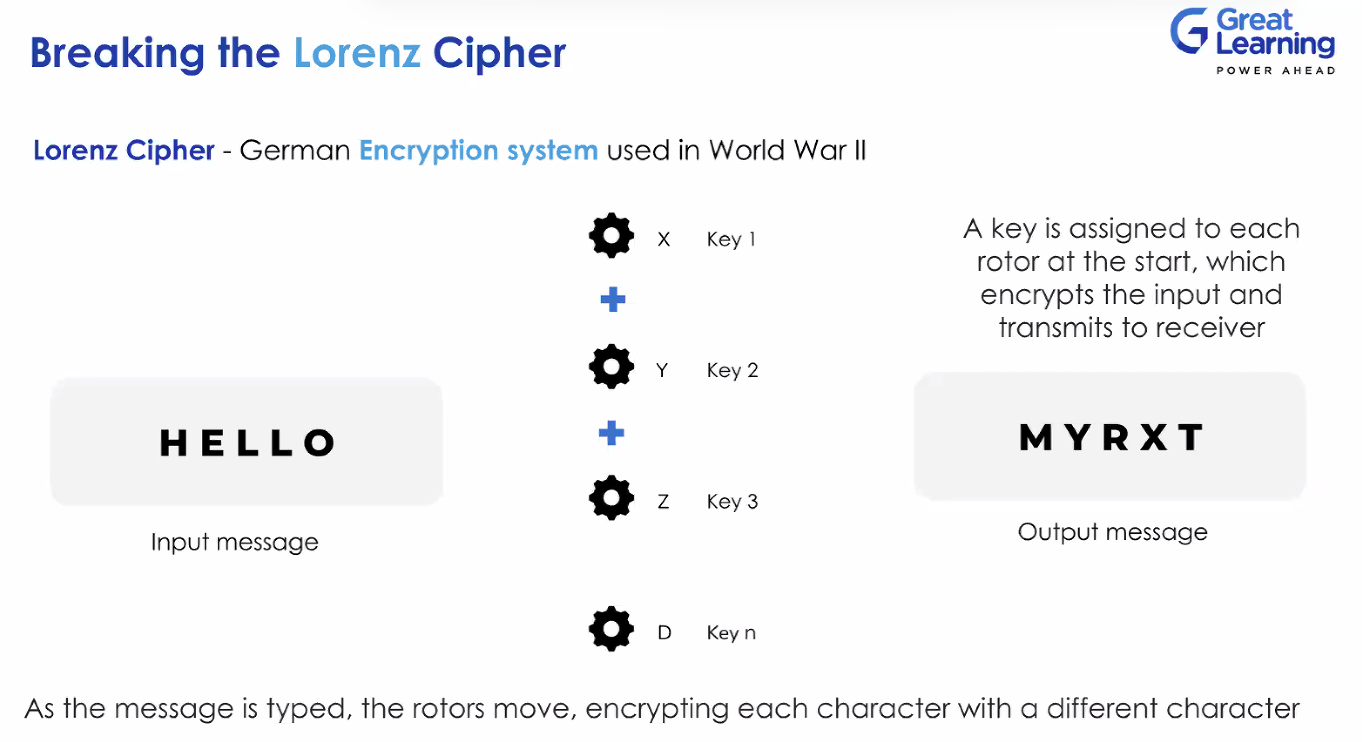 Breaking the Lorenz Cipher
Great
Learning
POWER AHEAD
Lorenz Cipher - German Encryption system used in World War II
X Key 1
Y Key 2
Z Key 3
D Key n
H E L L O
Input message
A key is assigned to each
rotor at the start, which
encrypts the input and
transmits to receiver
M Y R X T
Output message
As the message is typed, the rotors move, encrypting each character with a different character